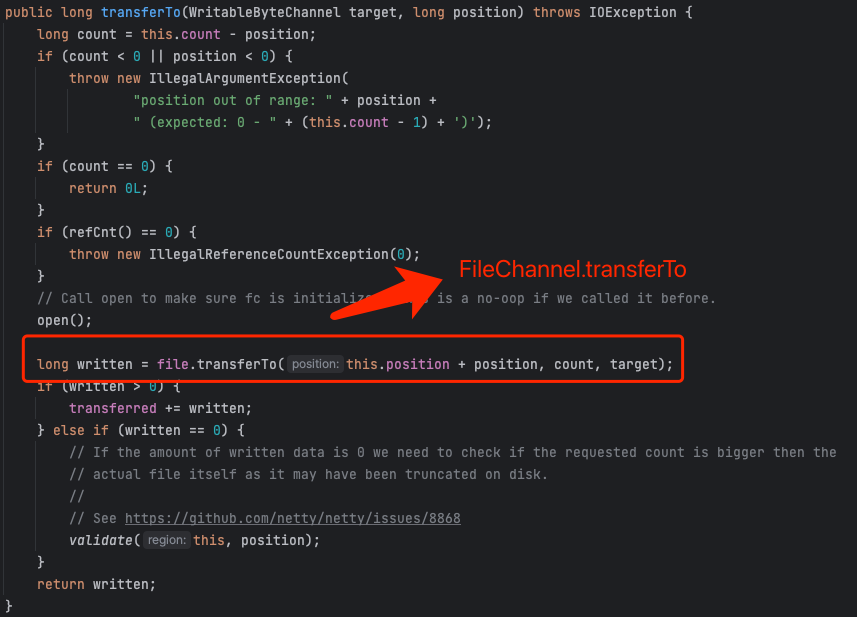 public long transferTo(WritableByteChannel target, long position) throws IOException {
long count = this.count - position;
if (count < 0 || position < 0) {
throw new IllegalArgumentException(
"position out of range: " + position +
" (expected: 0 - " + (this.count - 1) + ')');
}
if (count == 0) {
return 0L;
}
if (refCnt() == 0) {
throw new IllegalReferenceCountException(0);
}
FileChannel.transferTo
// Call open to make sure fc is initialize is a no-oop if we called it before.
open();
long written = file.transferTo( position: this.position + position, count, target);
if (written > 0) {
transferred += written;
} else if (written == 0) {
// If the amount of written data is 0 we need to check if the requested count is bigger then the
// actual file itself as it may have been truncated on disk.
//
// See https://github.com/netty/netty/issues/8868
validate( region: this, position);
}
return written;
}